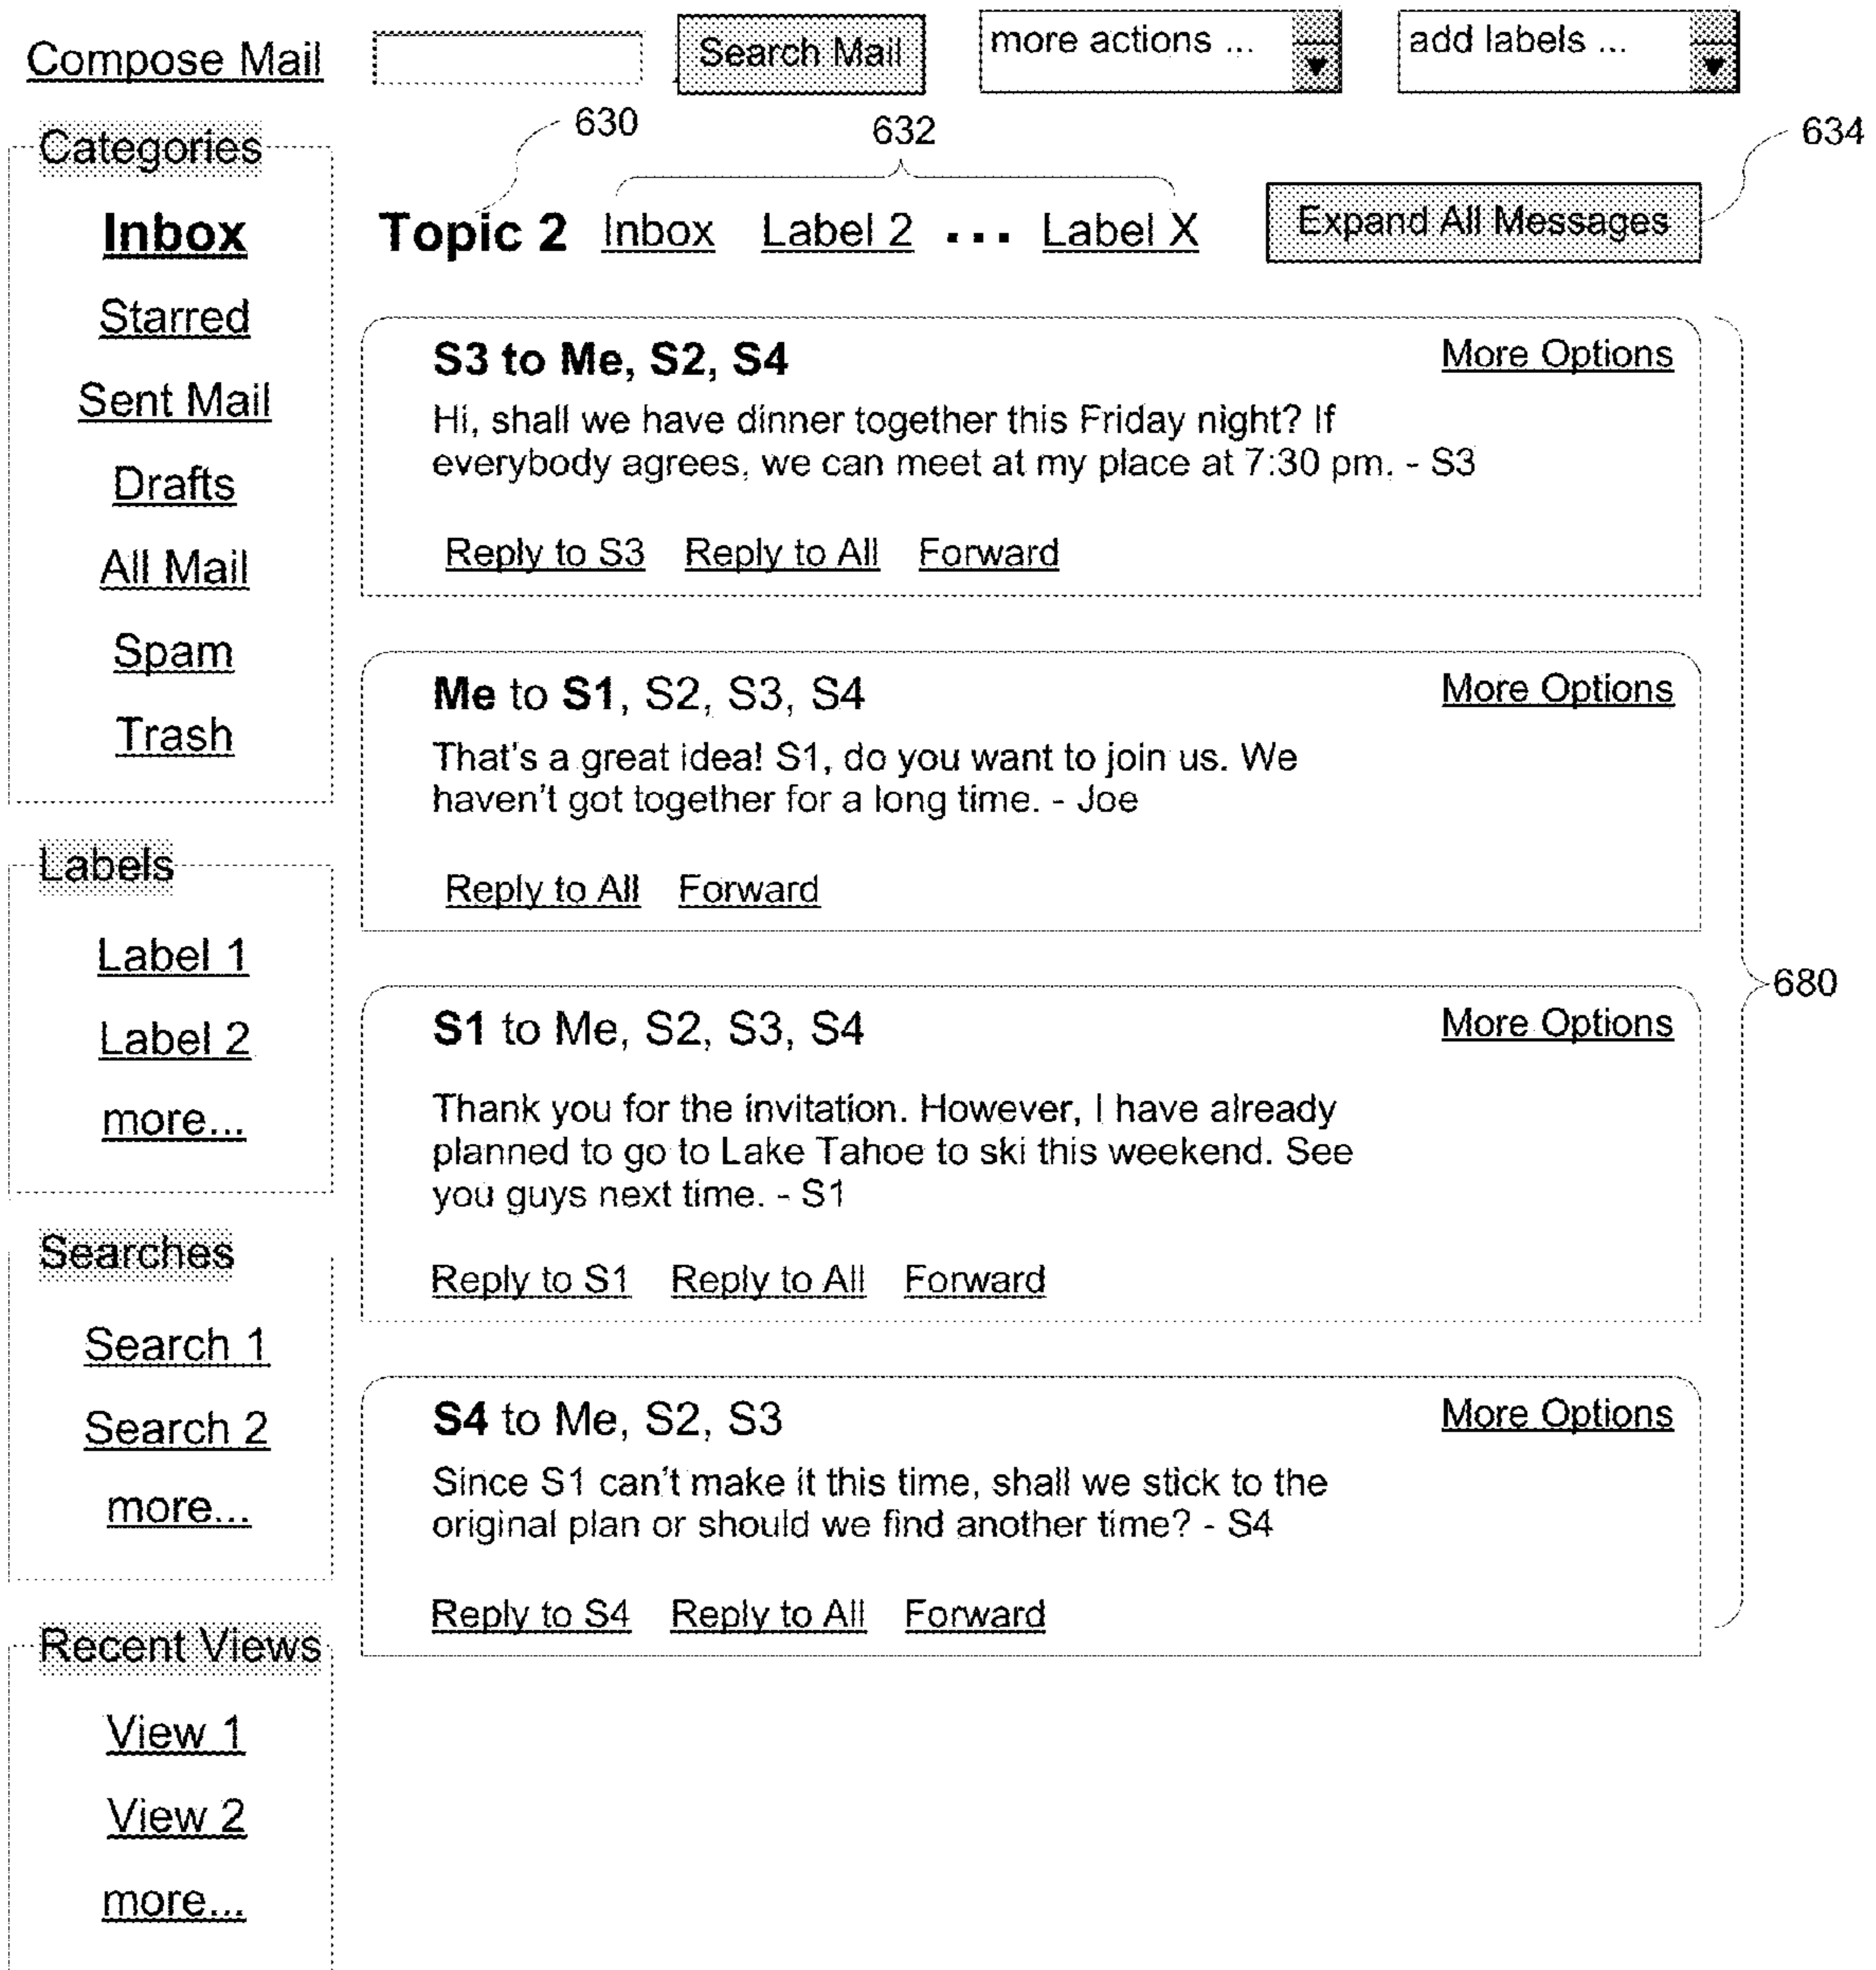 Compose Mail
Search Mail
more actions ...
add labels ...
630
632
634
Categories
Inbox
Starred
Sent Mail
Drafts
All Mail
Spam
Trash
Labels
Label 1
Label 2
more...
Searches
Search 1
Search 2
more...
Recent Views
View 1
View 2
more...
Topic 2 Inbox Label 2 ... Label X
Expand All Messages
S3 to Me, S2, S4
More Options
Hi, shall we have dinner together this Friday night? If
everybody agrees, we can meet at my place at 7:30 pm. - S3
Reply to S3 Reply to All Forward
Me to S1, S2, S3, S4
More Options
That's a great idea! S1, do you want to join us. We
haven't got together for a long time. - Joe
Reply to All Forward
680
S1 to Me, S2, S3, S4
More Options
Thank you for the invitation. However, I have already
planned to go to Lake Tahoe to ski this weekend. See
you guys next time. - S1
Reply to S1 Reply to All Forward
S4 to Me, S2, S3
More Options
Since S1 can't make it this time, shall we stick to the
original plan or should we find another time? - S4
Reply to S4 Reply to All Forward